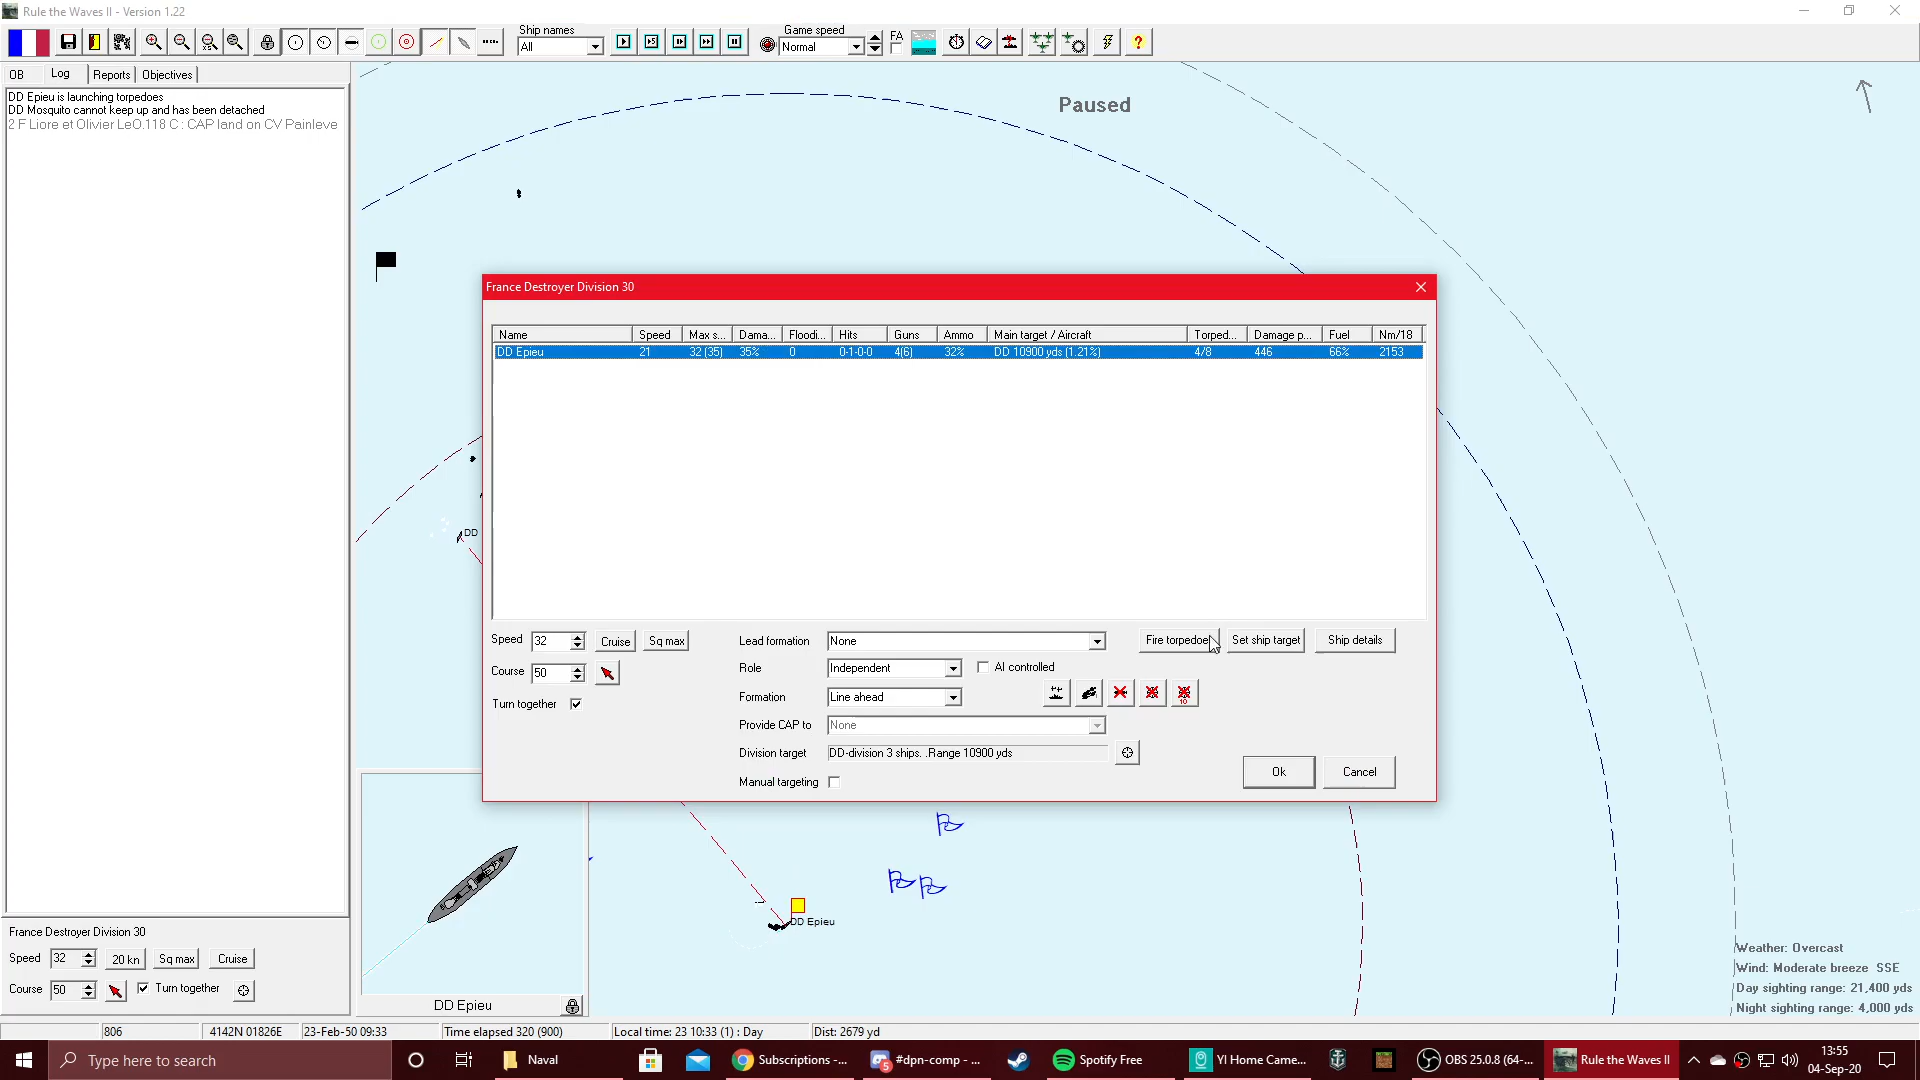 Rule the Waves II - Version 1.22
Ship names
All
Game speed
Normal
FA
OB
Log
Reports
Objectives
DD Epieu is launching torpedoes
DD Mosquito cannot keep up and has been detached
2 F Liore et Olivier LeO.118 C : CAP land on CV Painleve
Paused
France Destroyer Division 30
Name Speed Max s... Dama... Floodi... Hits Guns Ammo Main target / Aircraft Torped... Damage p... Fuel Nm/18
DD Epieu 21 32 (35) 35% 0 0-1-0-0 4(6) 32% DD 10900 yds (1.21%) 4/8 446 66% 2153
DD
Speed 32 Cruise Sq max
Course 50
Turn together
Lead formation None
Role Independent AI controlled
Formation Line ahead
10
Provide CAP to None
Division target DD-division 3 ships. .Range 10900 yds
Manual targeting
Fire torpedoes Set ship target Ship details
Ok Cancel
DD Epieu
France Destroyer Division 30
Speed 32 20 kn Sq max Cruise
Course 50 Turn together
DD Epieu
Weather: Overcast
Wind: Moderate breeze SSE
Day sighting range: 21,400 yds
Night sighting range: 4,000 yds
806 4142N 01826E 23-Feb-50 09:33 Time elapsed 320 (900) Local time: 23 10:33 (1) : Day Dist: 2679 yd
Type here to search
Naval
Subscriptions -...
5
#dpn-comp - ...
Spotify Free
YI Home Came...
OBS 25.0.8 (64-...
Rule the Waves II
13:55
04-Sep-20